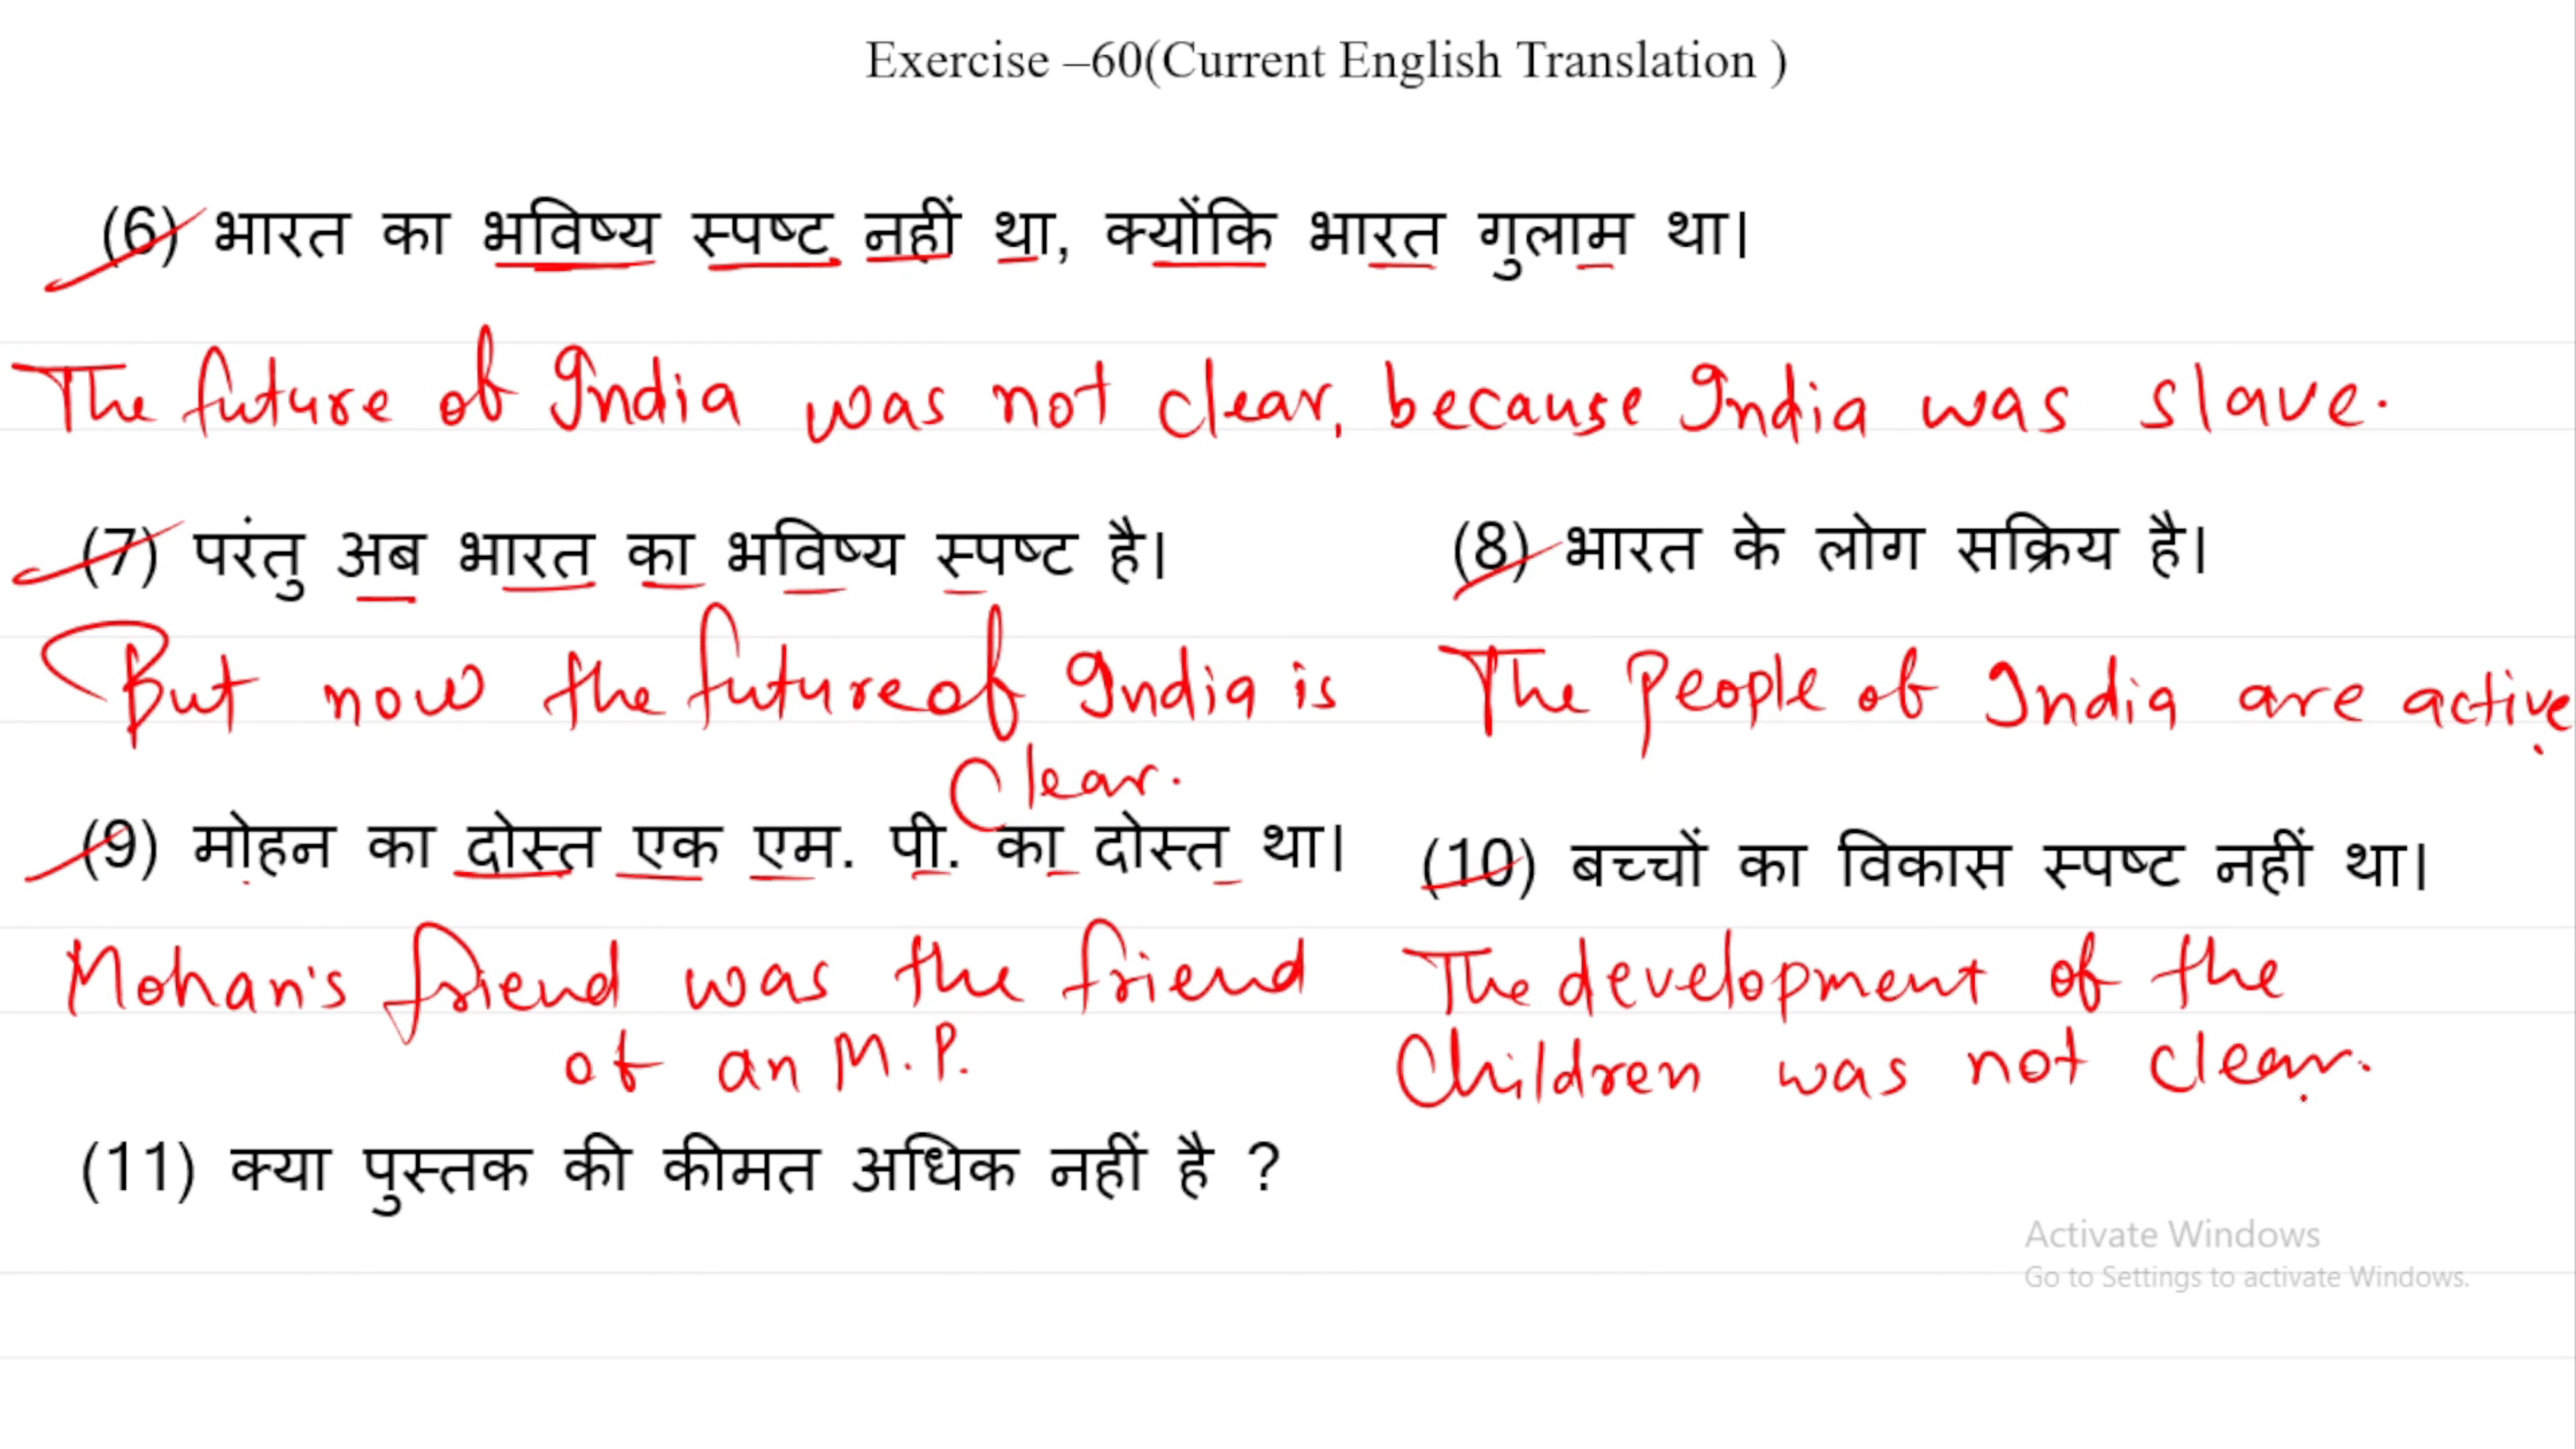 Exercise –60(Current English Translation )
(6) भारत का भविष्य स्पष्ट नहीं था, क्योंकि भारत गुलाम था।
The future of India was not clear, because India was slave.
(7) परंतु अब भारत का भविष्य स्पष्ट है।
But now the future of India is
clear.
(8) भारत के लोग सक्रिय है।
The people of India are active.
(9) मोहन का दोस्त एक एम. पी. का दोस्त था।
Mohan's friend was the friend
of an M.P.
(10) बच्चों का विकास स्पष्ट नहीं था।
The development of the
Children was not clear.
(11) क्या पुस्तक की कीमत अधिक नहीं है ?
Activate Windows
Go to Settings to activate Windows.